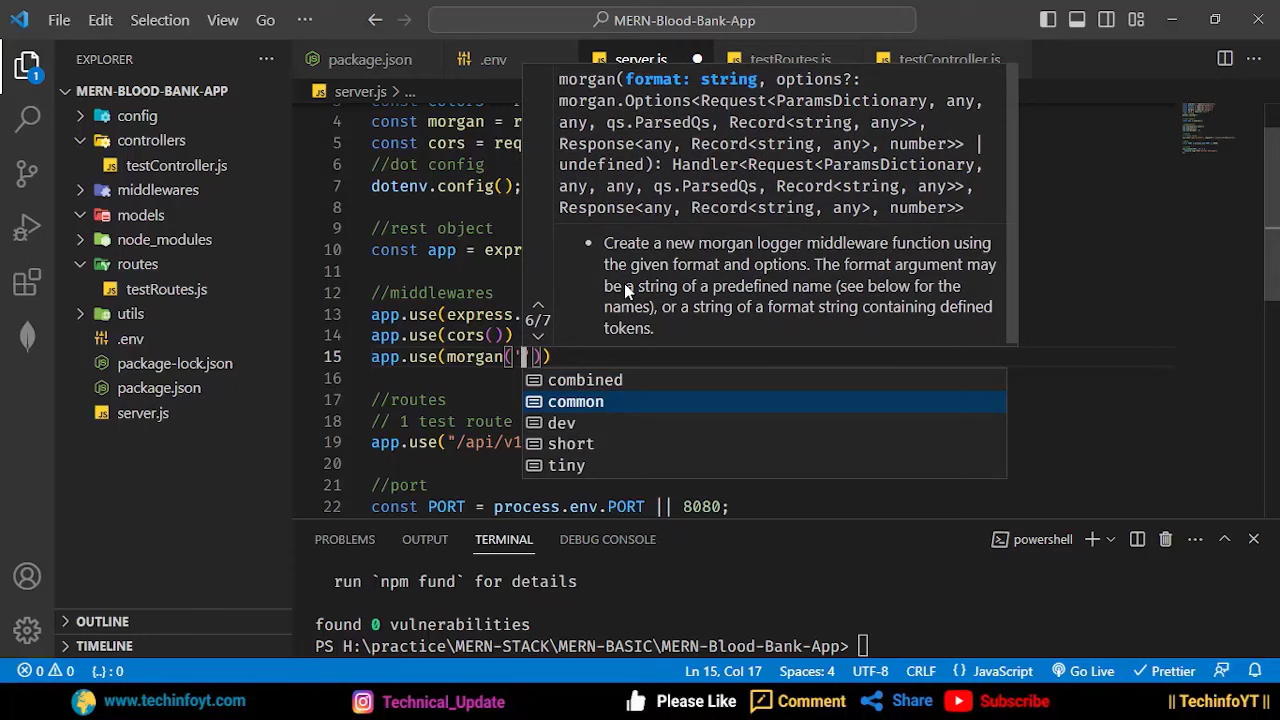 File Edit Selection View Go ··· MERN-Blood-Bank-App
EXPLORER ···
package.json .env server.js testRoutes.js testController.js ···
MERN-BLOOD-BANK-APP
config
controllers
testController.js
middlewares
models
node_modules
routes
testRoutes.js
utils
.env
package-lock.json
package.json
server.js
OUTLINE
TIMELINE
1
server.js > ...
4 const morgan = r
5 const cors = req
6 //dot config
7 dotenv.config();
8
9 //rest object
10 const app = expr
11
12 //middlewares
13 app.use(express.
14 app.use(cors())
15 app.use(morgan(''))
16
17 //routes
18 // 1 test route
19 app.use("/api/v1
20
21 //port
22 const PORT = process.env.PORT || 8080;
morgan(format: string, options?:
morgan.Options<Request<ParamsDictionary, any,
any, qs.ParsedQs, Record<string, any>>,
Response<any, Record<string, any>, number>> |
undefined): Handler<Request<ParamsDictionary,
any, any, qs.ParsedQs, Record<string, any>>,
Response<any, Record<string, any>, number>>
• Create a new morgan logger middleware function using
the given format and options. The format argument may
be a string of a predefined name (see below for the
names), or a string of a format string containing defined
tokens.
6/7
combined
common
dev
short
tiny
PROBLEMS OUTPUT TERMINAL DEBUG CONSOLE powershell ···
run `npm fund` for details
found 0 vulnerabilities
PS H:\practice\MERN-STACK\MERN-BASIC\MERN-Blood-Bank-App>
0 0 {..} : 0 Ln 15, Col 17 Spaces: 4 UTF-8 CRLF {} JavaScript Go Live Prettier
www.techinfoyt.com Technical_Update Please Like Comment Share Subscribe || TechinfoYT ||